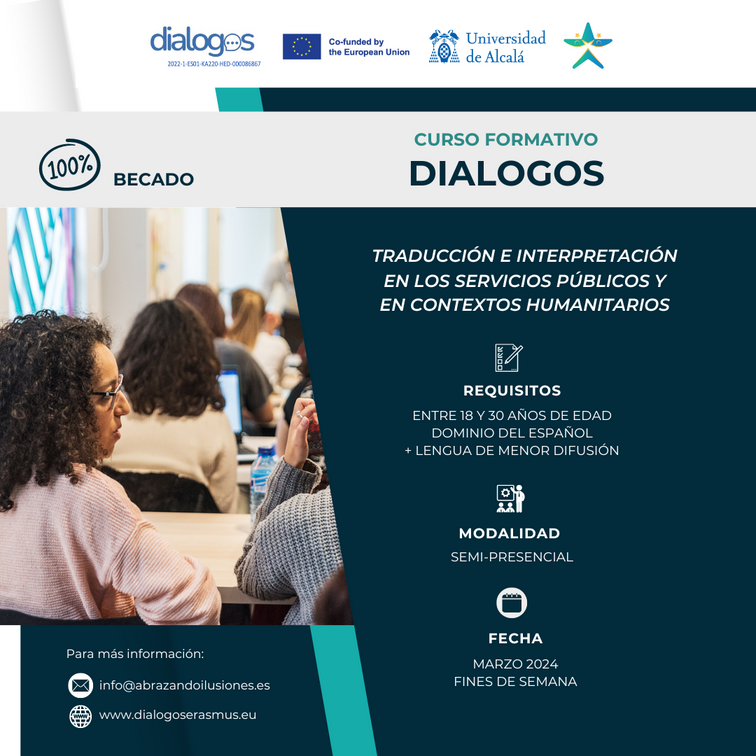 dialogos
2022-1-ES01-KA220-HED-000086867
Co-funded by
the European Union
Universidad
de Alcalá
100%
BECADO
CURSO FORMATIVO
DIALOGOS
TRADUCCIÓN E INTERPRETACIÓN
EN LOS SERVICIOS PÚBLICOS Y
EN CONTEXTOS HUMANITARIOS
REQUISITOS
ENTRE 18 Y 30 AÑOS DE EDAD
DOMINIO DEL ESPAÑOL
+ LENGUA DE MENOR DIFUSIÓN
MODALIDAD
SEMI-PRESENCIAL
FECHA
MARZO 2024
FINES DE SEMANA
Para más información:
info@abrazandoilusiones.es
www.dialogoserasmus.eu